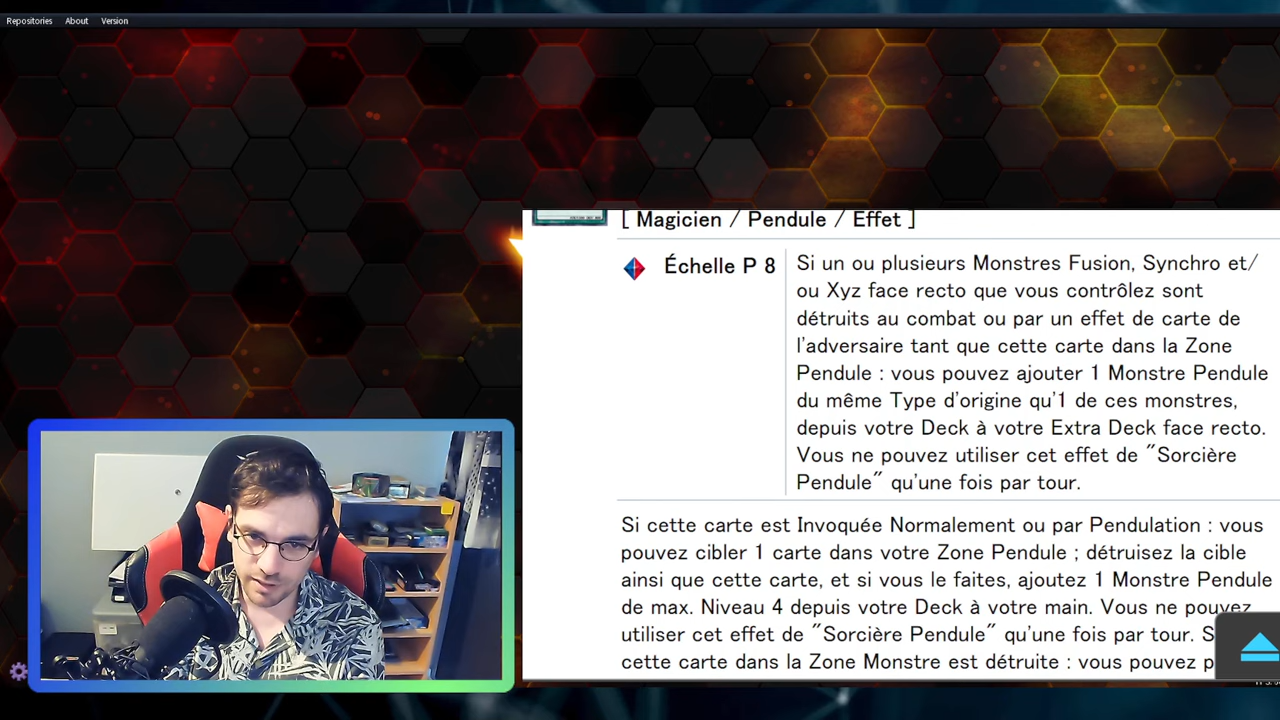 Repositories About Version
[ Magicien / Pendule / Effet ]
Échelle P 8
Si un ou plusieurs Monstres Fusion, Synchro et/
ou Xyz face recto que vous contrôlez sont
détruits au combat ou par un effet de carte de
l'adversaire tant que cette carte dans la Zone
Pendule : vous pouvez ajouter 1 Monstre Pendule
du même Type d'origine qu'1 de ces monstres,
depuis votre Deck à votre Extra Deck face recto.
Vous ne pouvez utiliser cet effet de "Sorcière
Pendule" qu'une fois par tour.
Si cette carte est Invoquée Normalement ou par Pendulation : vous
pouvez cibler 1 carte dans votre Zone Pendule ; détruisez la cible
ainsi que cette carte, et si vous le faites, ajoutez 1 Monstre Pendule
de max. Niveau 4 depuis votre Deck à votre main. Vous ne pouvez
utiliser cet effet de "Sorcière Pendule" qu'une fois par tour. S
cette carte dans la Zone Monstre est détruite : vous pouvez p